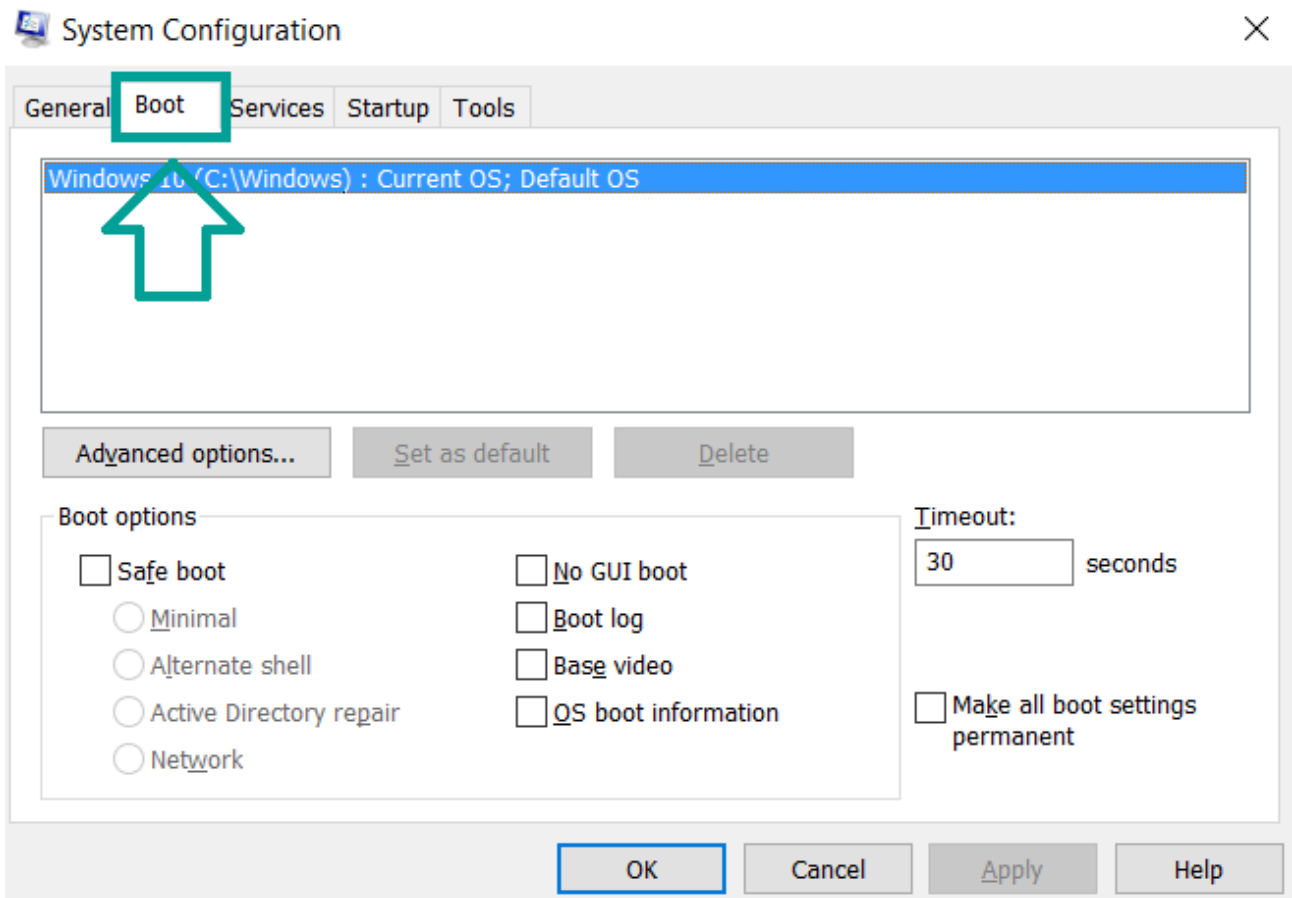 System Configuration
General Boot Services Startup Tools
Windows 10 (C:\Windows) : Current OS; Default OS
Advanced options... Set as default Delete
Boot options
Timeout:
Safe boot No GUI boot
30 seconds
Minimal Boot log
Alternate shell Base video
Active Directory repair OS boot information
Make all boot settings
permanent
Network
OK Cancel Apply Help